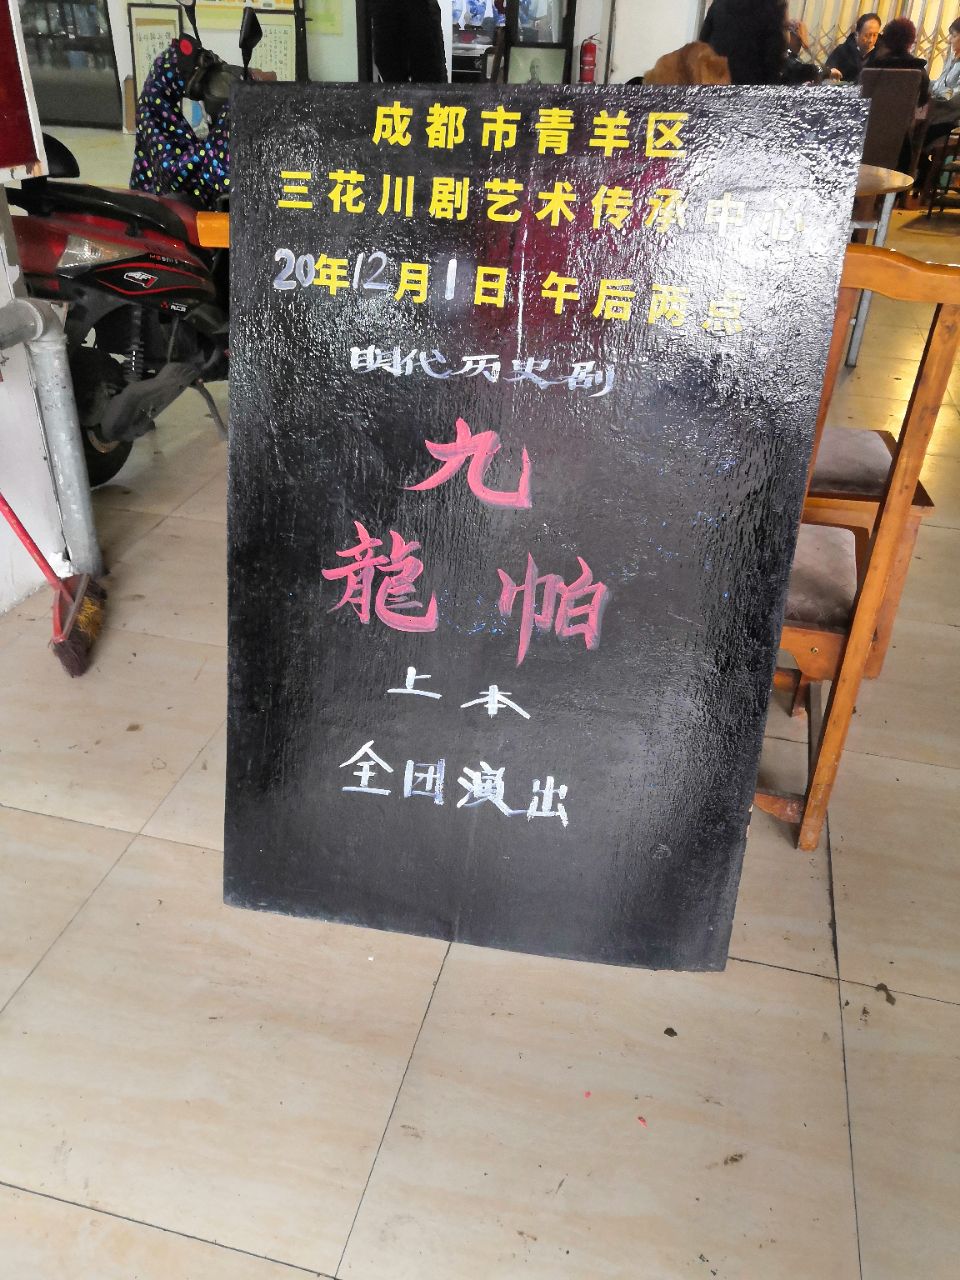 成都市青羊区
三花川剧艺术传承中心
20年12月1日 午后两点
明代历史剧
九
龍帕
上本
全团演出